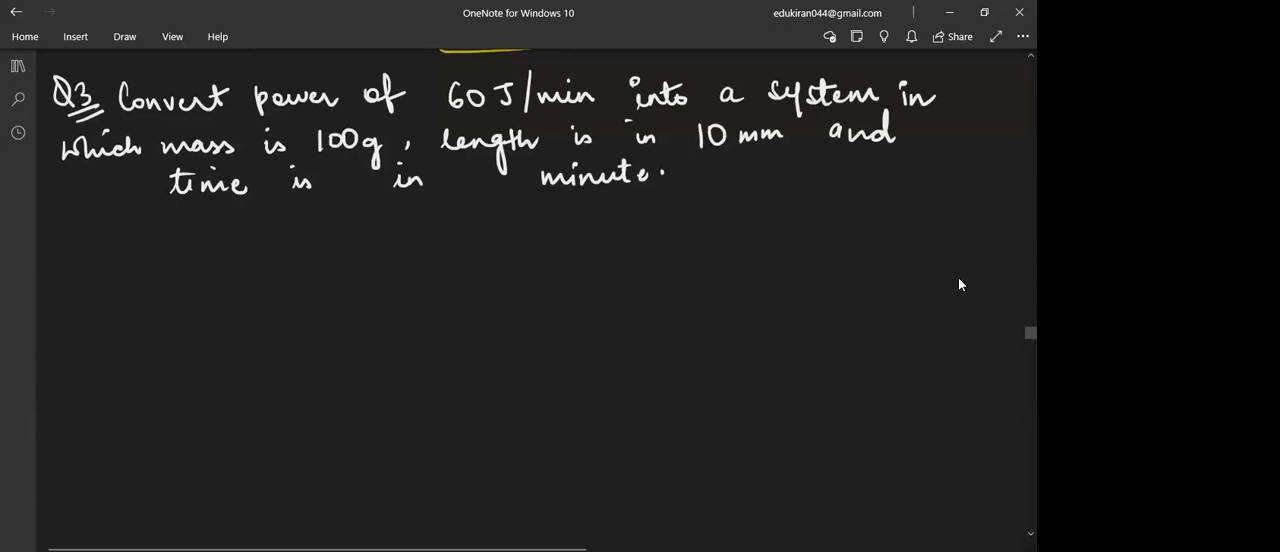 OneNote for Windows 10
edukiran044@gmail.com
Home Insert Draw View Help
Share
Q3 Convert power of 60 J/min into a system in
which mass is 100g, length is in 10 mm and
time is in minute.